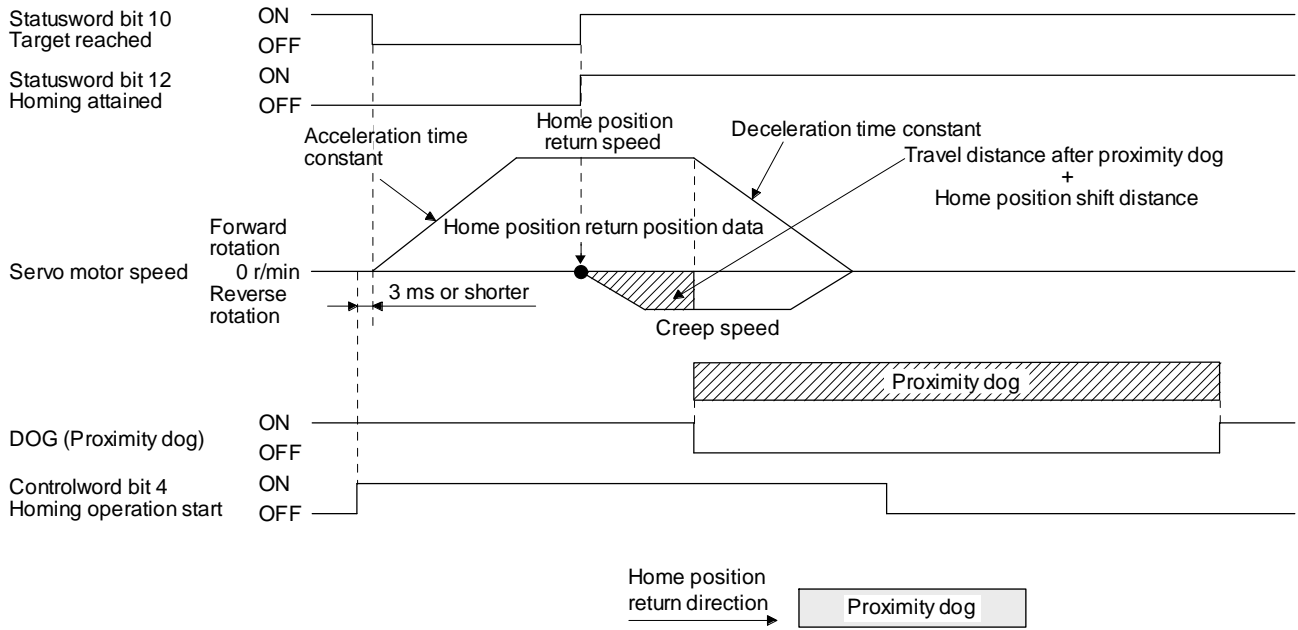 Statusword bit 10
Target reached
ON
OFF
Statusword bit 12
Homing attained
ON
OFF
Acceleration time
constant
Home position
return speed
Deceleration time constant
Travel distance after proximity dog
+
Home position shift distance
Home position return position data
Forward
rotation
Servo motor speed
0 r/min
Reverse
rotation
3 ms or shorter
Creep speed
Proximity dog
DOG (Proximity dog)
ON
OFF
Controlword bit 4
Homing operation start
ON
OFF
Home position
return direction
Proximity dog